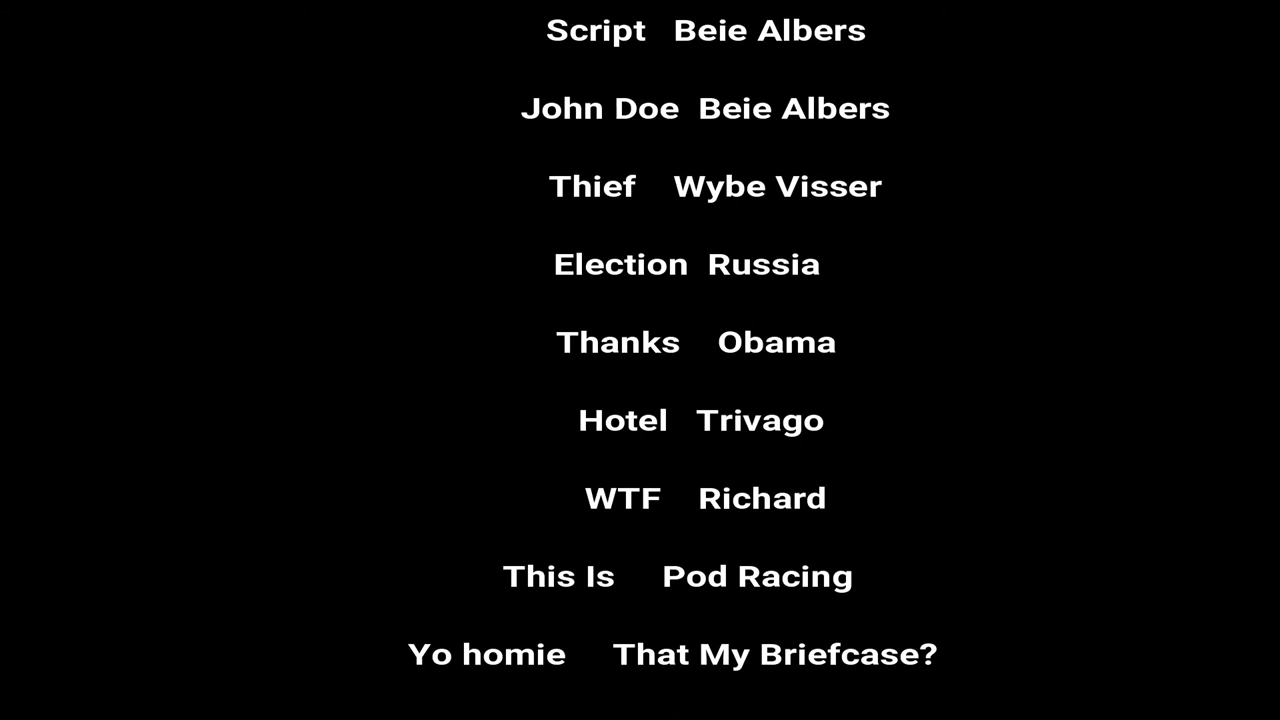 Script Beie Albers
John Doe Beie Albers
Thief Wybe Visser
Election Russia
Thanks Obama
Hotel Trivago
WTF Richard
This Is Pod Racing
Yo homie That My Briefcase?